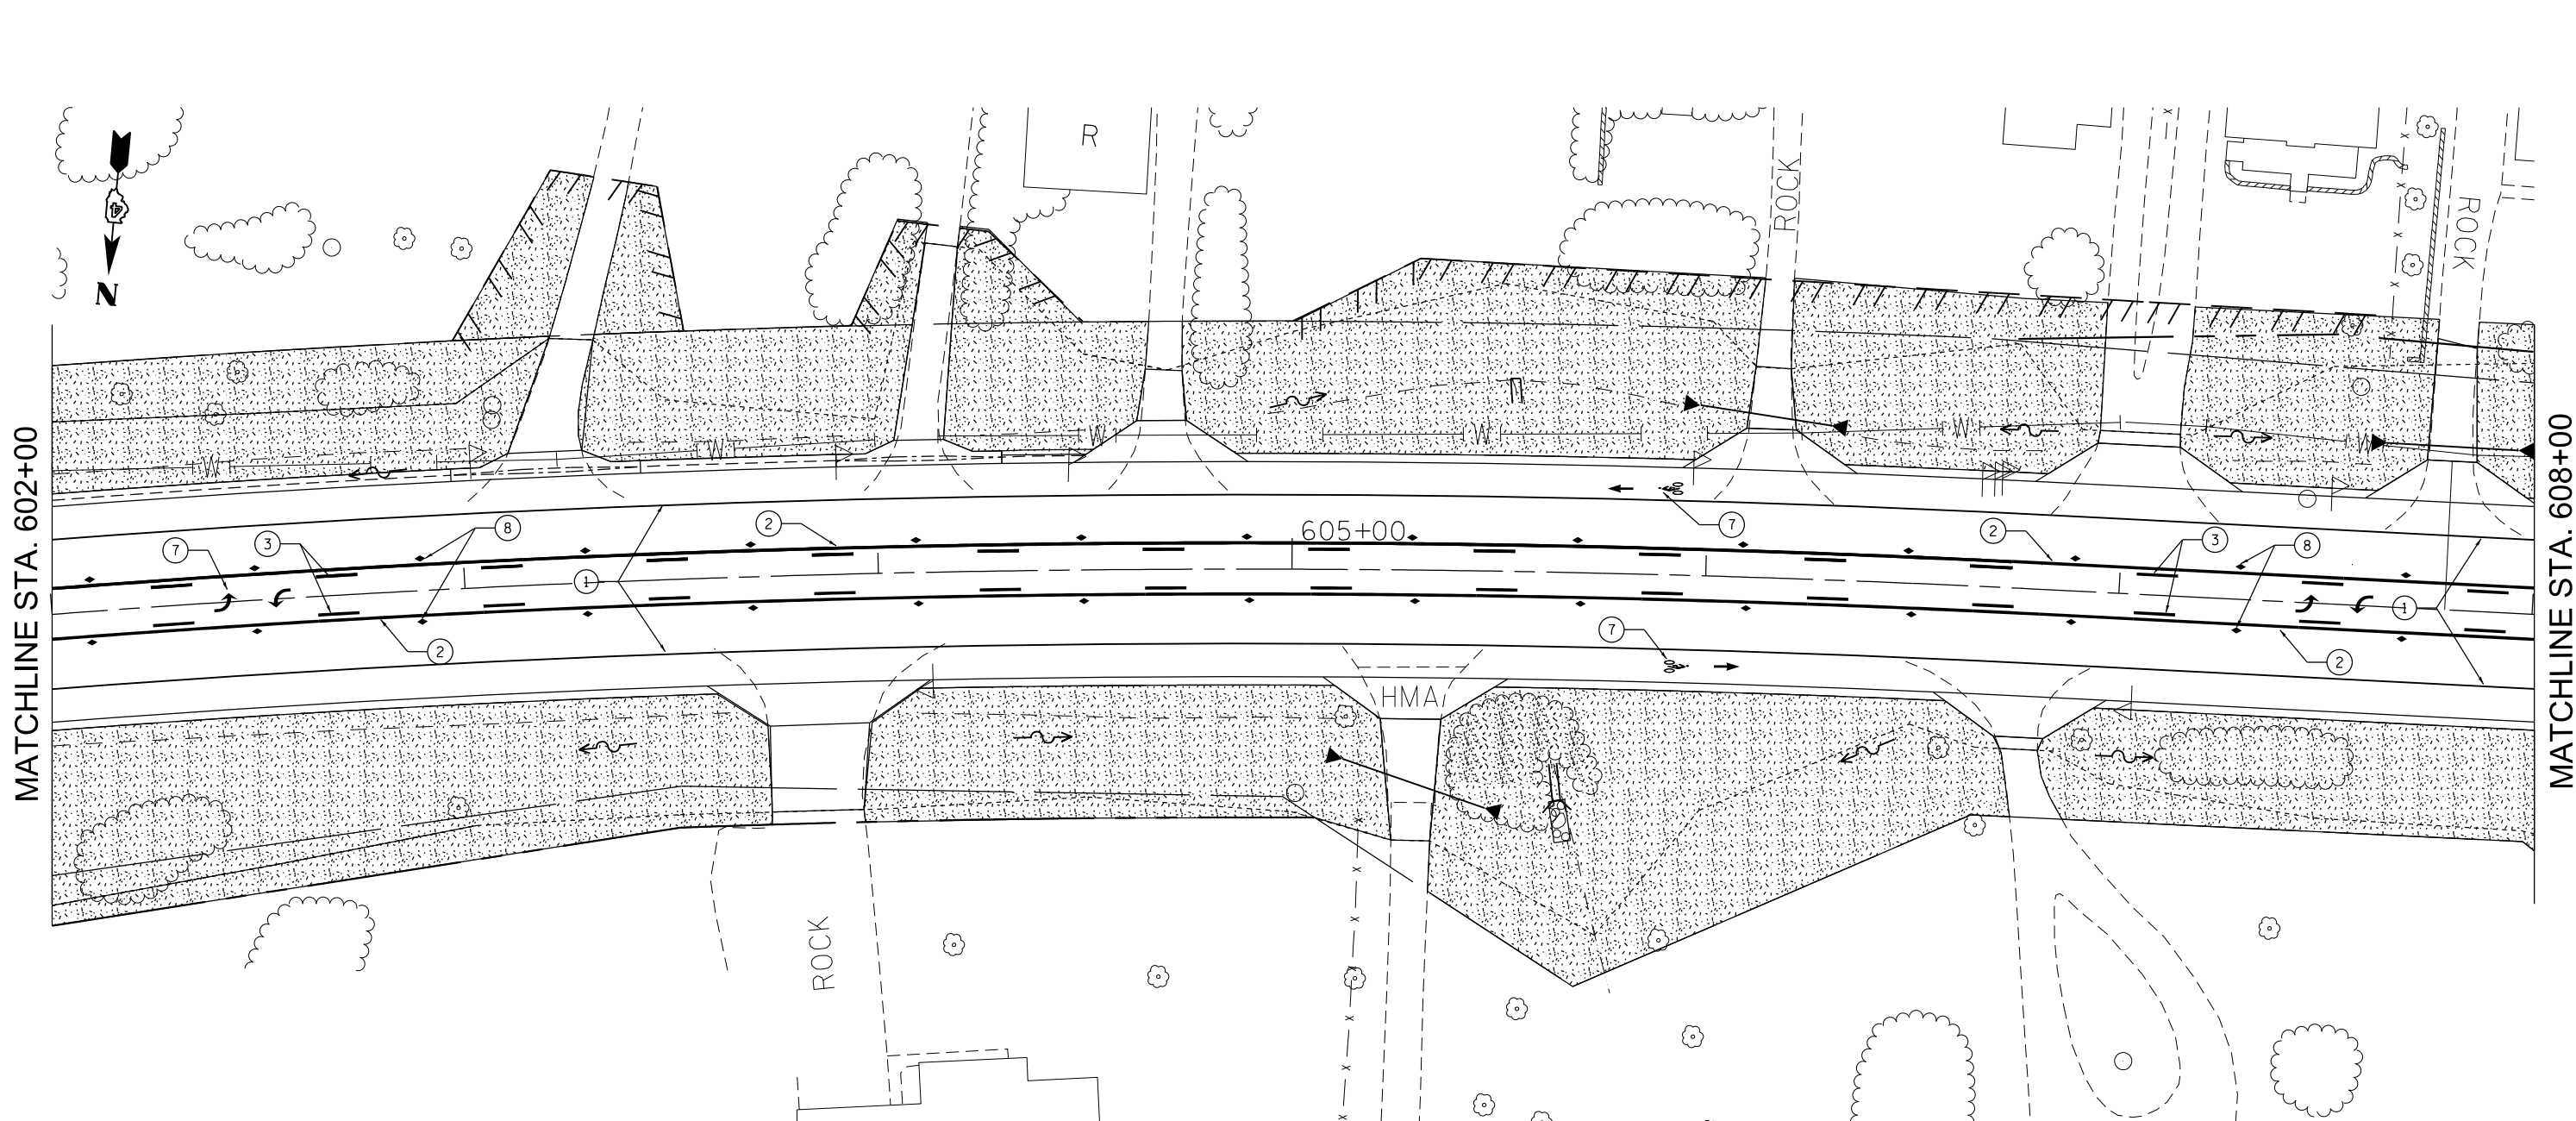 R
ROCK
ROCK
N
W
W
W
W
W
W
7
605+00
2
8
3
7
2
3
8
1
1
7
2
2
HMA
ROCK
MATCHLINE STA. 602+00
MATCHLINE STA. 608+00